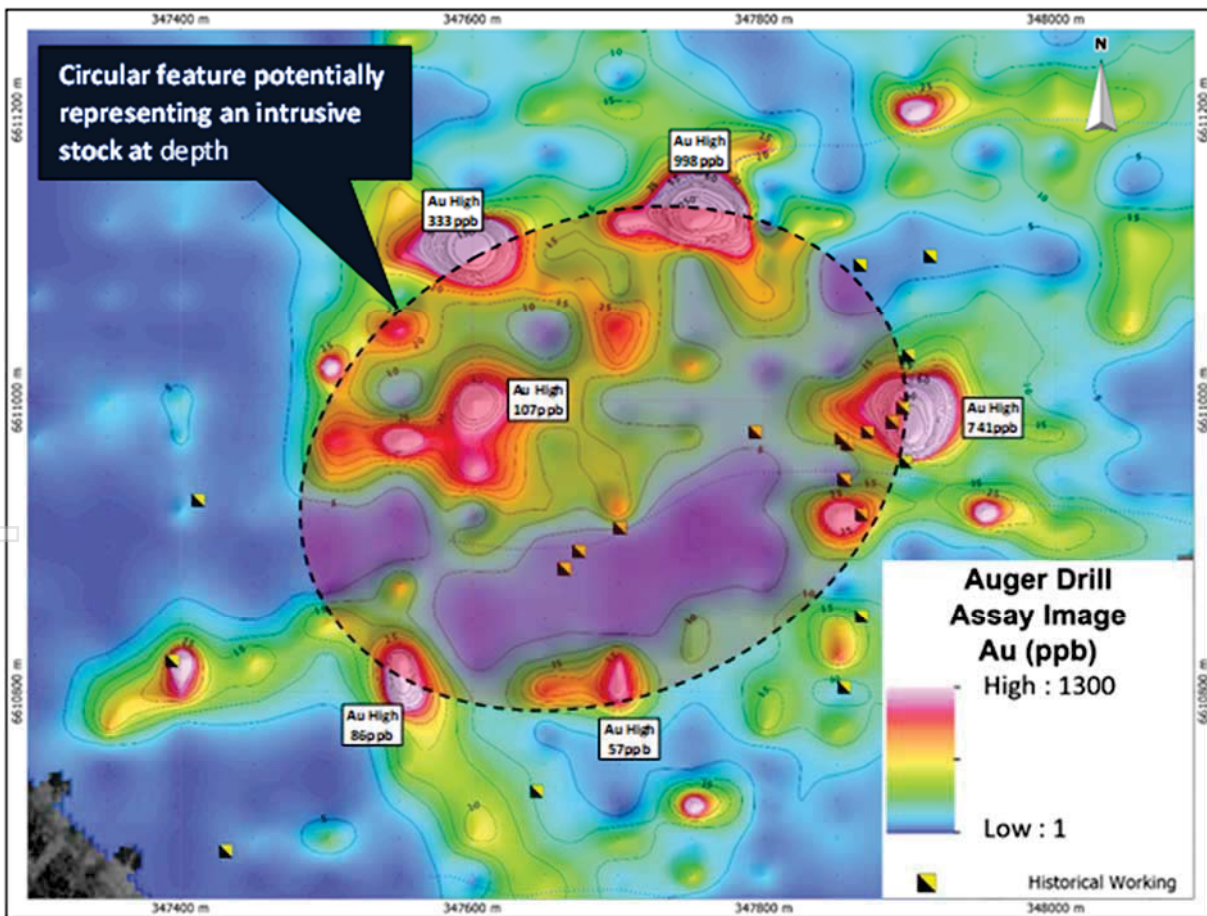 347400 m
347600 m
347800 m
348000 m
6611200 m
6611200 m
Circular feature potentially
representing an intrusive
stock at depth
N
Au High
998 ppb
Au High
333 ppb
6611000 m
6611000 m
Au High
107ppb
Au High
741ppb
6610800 m
6610800 m
Au High
86ppb
Au High
57ppb
Auger Drill
Assay Image
Au (ppb)
High : 1300
Low : 1
Historical Working
347400 m
347600 m
347800 m
348000 m